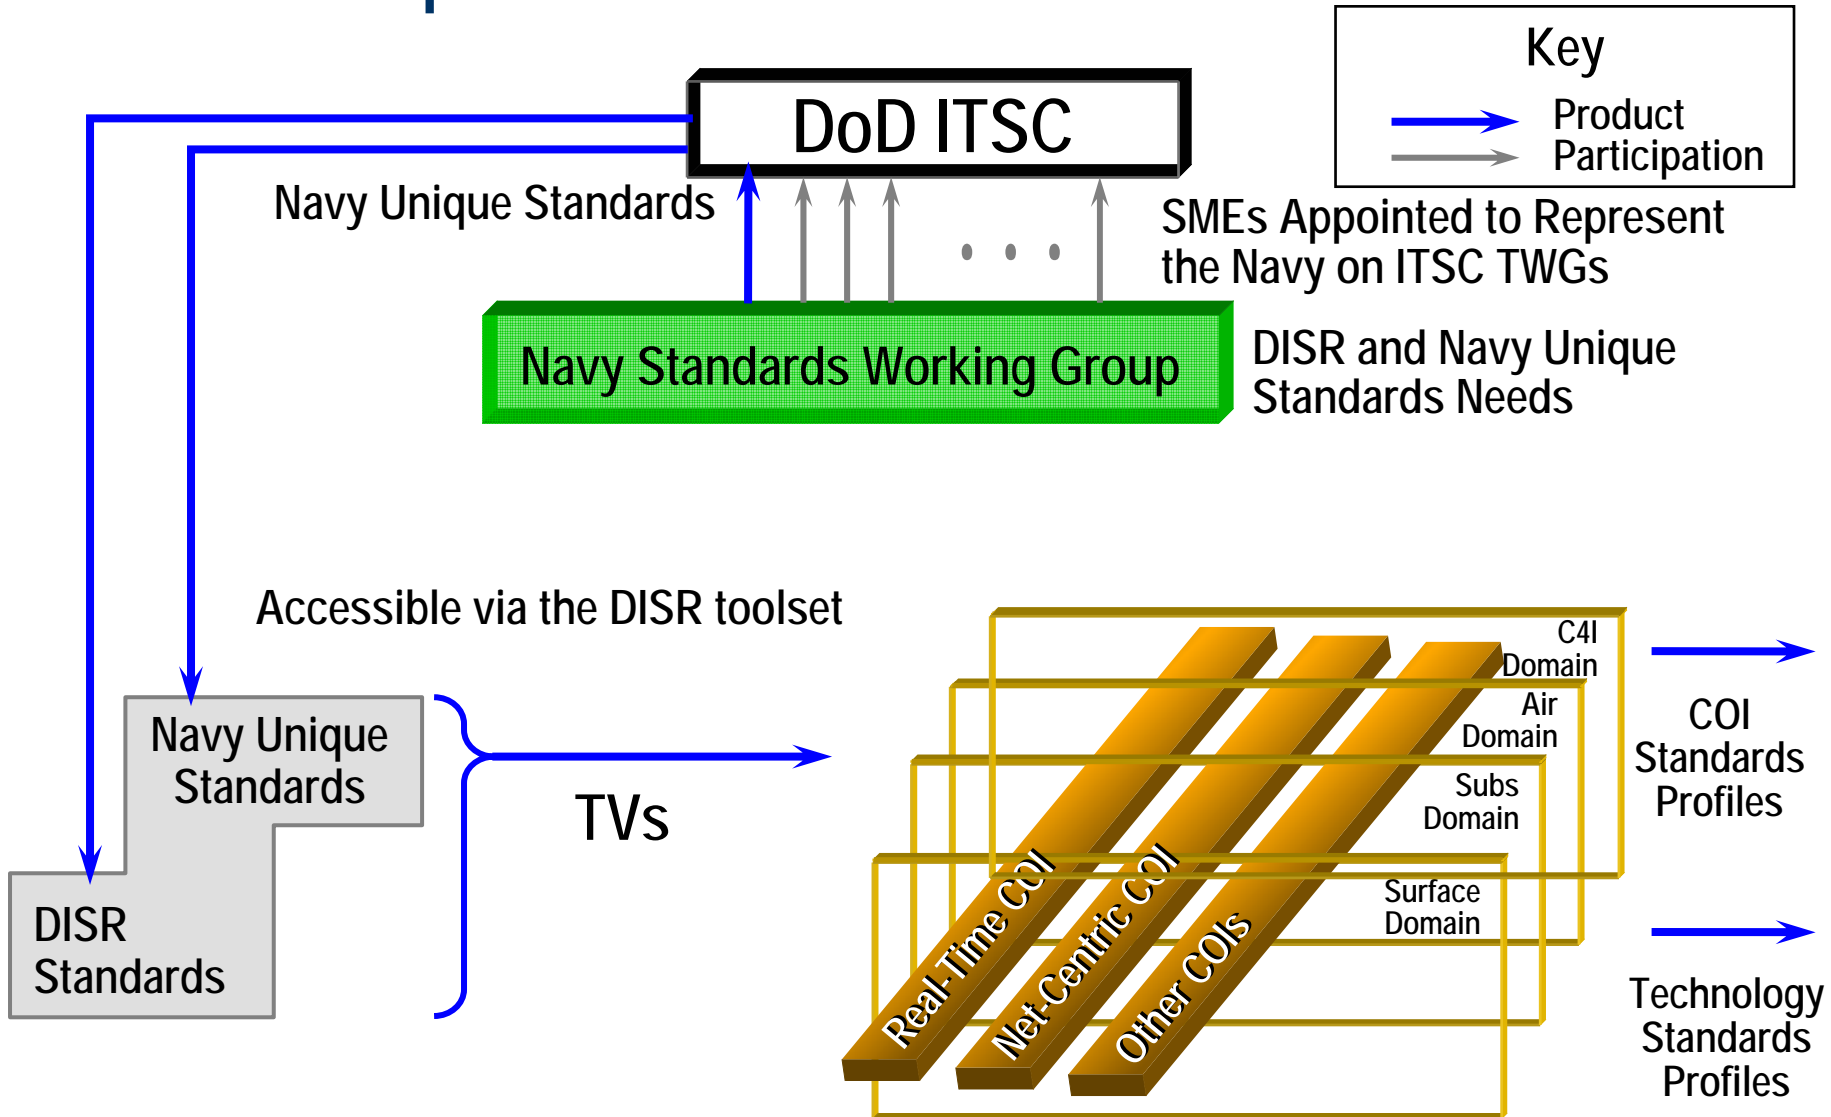 Key
Product
Participation
DoD ITSC
Navy Unique Standards
SMEs Appointed to Represent
the Navy on ITSC TWGs
Navy Standards Working Group
DISR and Navy Unique
Standards Needs
Accessible via the DISR toolset
Navy Unique
Standards
DISR
Standards
TVs
C4I
Domain
Air
Domain
Subs
Domain
Surface
Domain
Real-Time COI
Net-Centric COI
Other COIs
COI
Standards
Profiles
Technology
Standards
Profiles